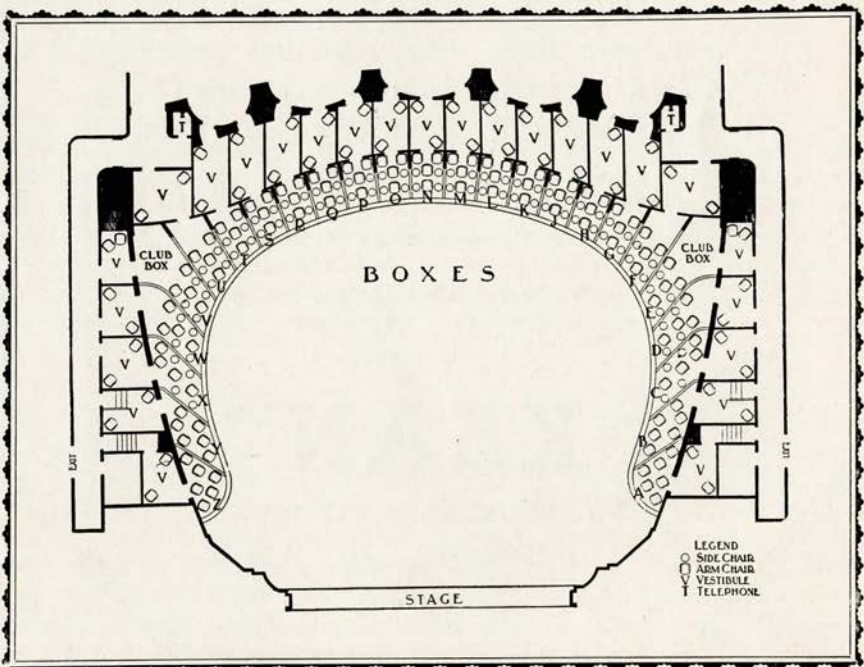 T T
V V V V V V V V V V V V V V V
V V
S R Q P O N M L K J H
T G
CLUB BOX
CLUB BOX
V V
U F
BOXES
V V
V E
W D
V V
X C
V V
Y B
V V
Z A
EXIT
EXIT
LEGEND
SIDE CHAIR
ARM CHAIR
V VESTIBULE
T TELEPHONE
STAGE